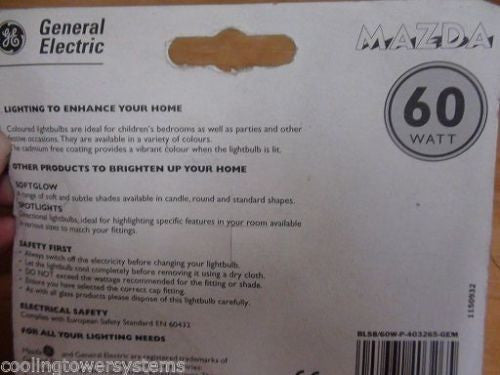 General
Electric
MAZDA
60
WATT
LIGHTING TO ENHANCE YOUR HOME
Coloured lightbulbs are ideal for children's bedrooms as well as parties and other
festive occasions. They are available in a variety of colours.
The cadmium free coating provides a vibrant colour when the lightbulb is lit.
OTHER PRODUCTS TO BRIGHTEN UP YOUR HOME
SOFTGLOW
A range of soft and subtle shades available in candle, round and standard shapes.
SPOTLIGHTS
Directional lightbulbs, ideal for highlighting specific features in your room available
in various sizes to match your fittings.
SAFETY FIRST
• Always switch off the electricity before changing your lightbulb.
• Let the lightbulb cool completely before removing it using a dry cloth.
• DO NOT exceed the wattage recommended for the fitting or shade.
• Ensure you have selected the correct cap fitting.
• As with all glass products please dispose of this lightbulb carefully.
ELECTRICAL SAFETY
Complies with European Safety Standard EN 60432
FOR ALL YOUR LIGHTING NEEDS
Mazda and General Electric are registered trademarks of
1150932
BLSB/60W-P-403265-GEM
coolingtowersystems